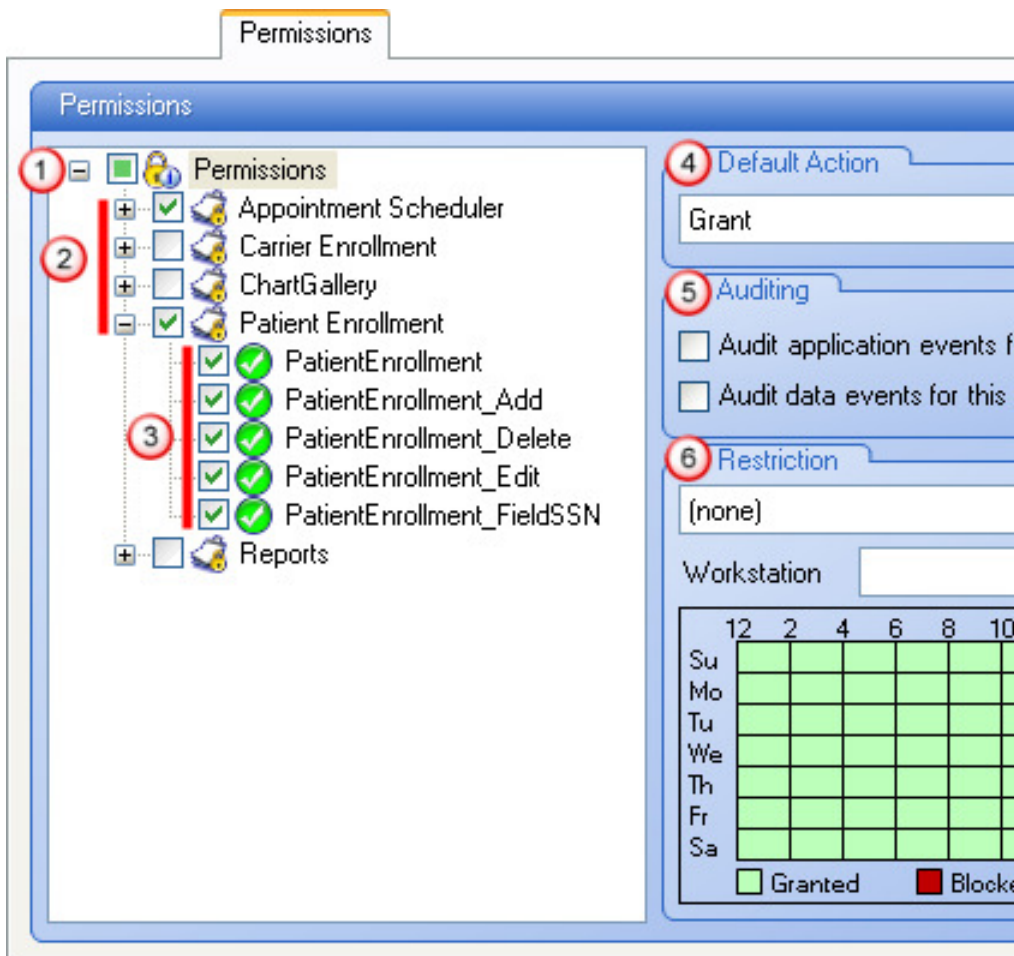 Permissions
Permissions
1 Permissions
2
Appointment Scheduler
Carrier Enrollment
ChartGallery
Patient Enrollment
3
PatientEnrollment
PatientEnrollment_Add
PatientEnrollment_Delete
PatientEnrollment_Edit
PatientEnrollment_FieldSSN
Reports
4 Default Action
Grant
5 Auditing
Audit application events f
Audit data events for this
6 Restriction
(none)
Workstation
12 2 4 6 8 10
Su
Mo
Tu
We
Th
Fr
Sa
Granted Blocke